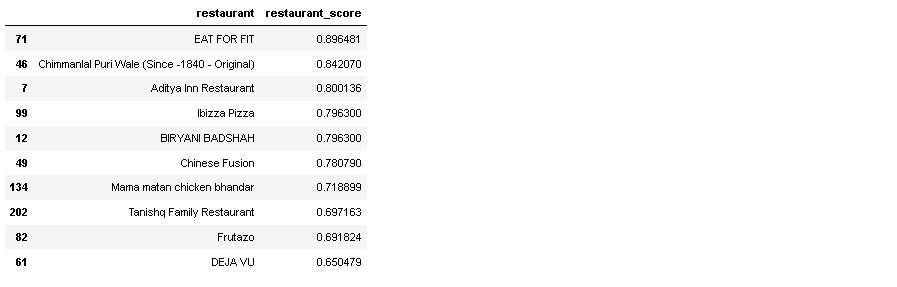 restaurant restaurant_score
71 EAT FOR FIT 0.896481
46 Chimmanlal Puri Wale (Since -1840 - Original) 0.842070
7 Aditya Inn Restaurant 0.800136
99 Ibizza Pizza 0.796300
12 BIRYANI BADSHAH 0.796300
49 Chinese Fusion 0.780790
134 Mama matan chicken bhandar 0.718899
202 Tanishq Family Restaurant 0.697163
82 Frutazo 0.691824
61 DEJA VU 0.650479